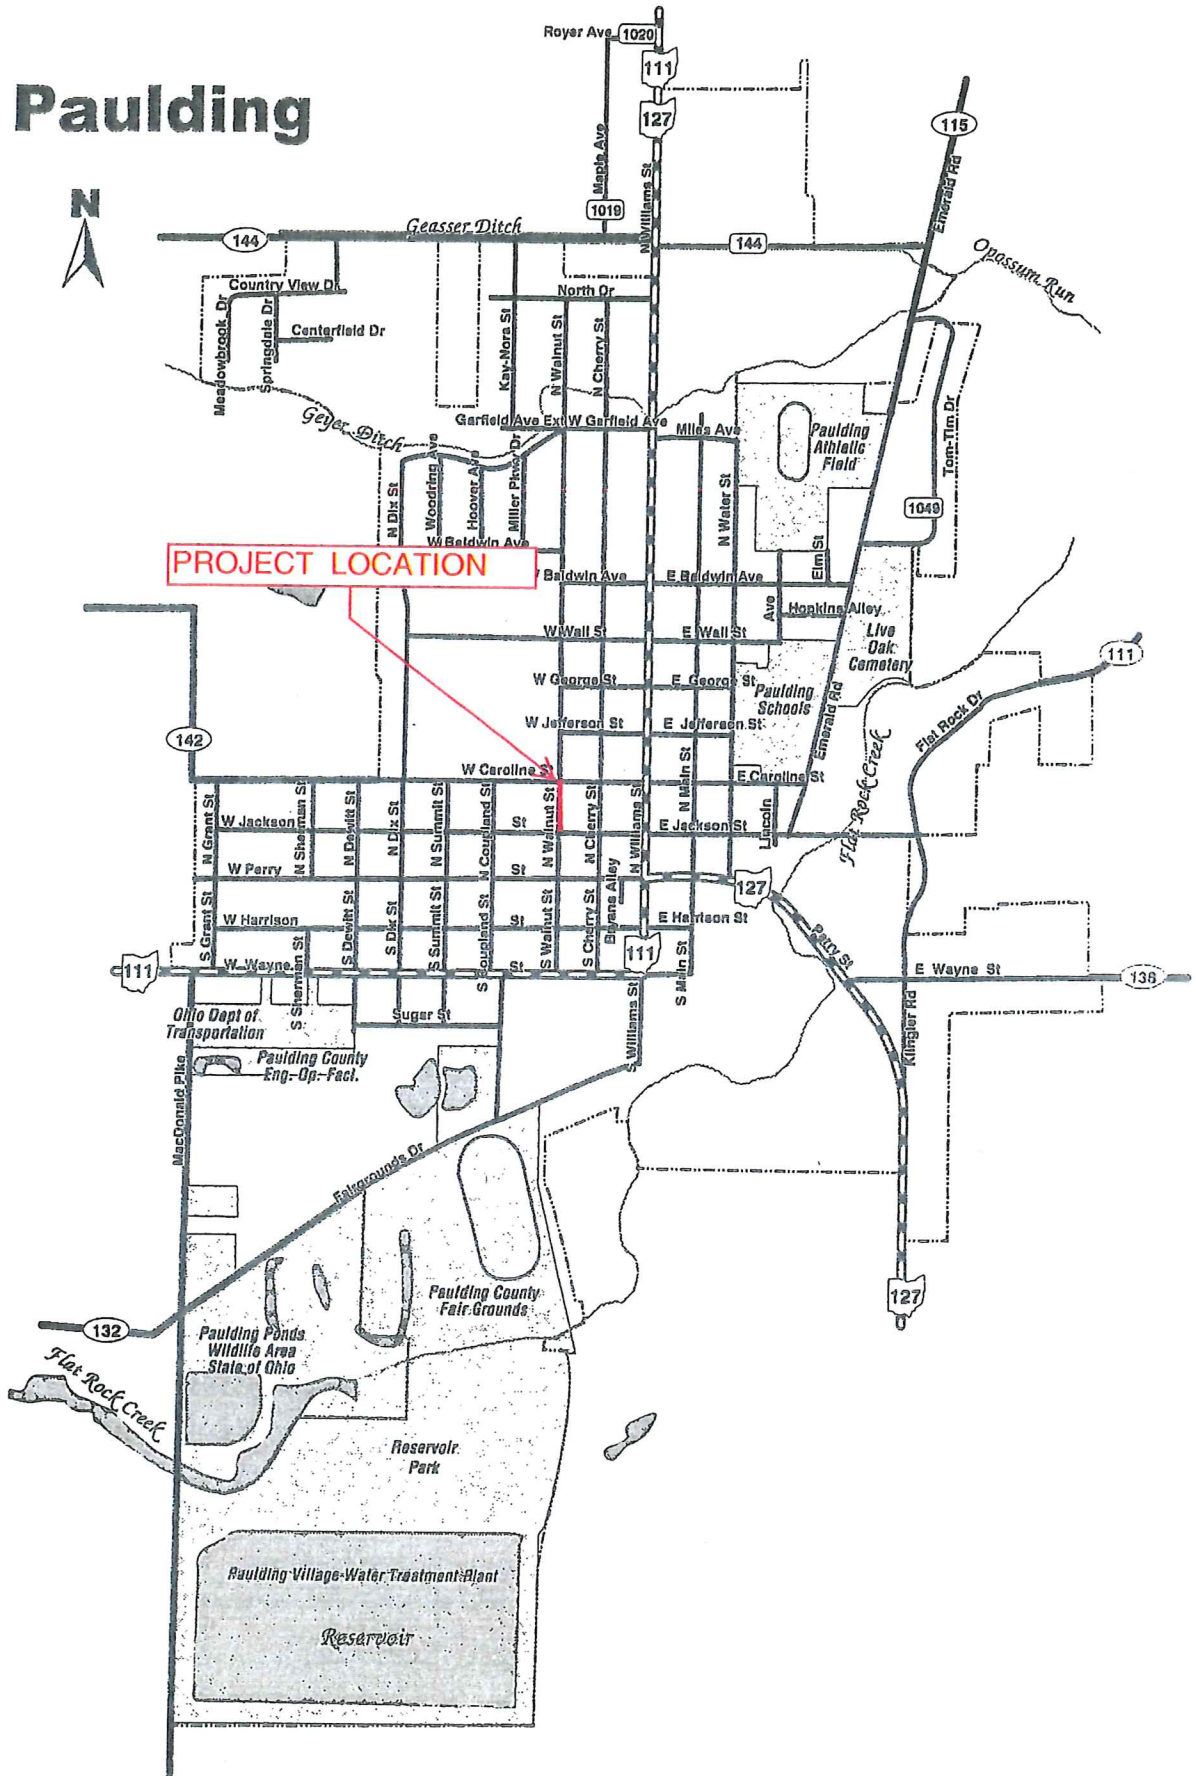 Royer Ave 1020
111
Paulding
127
115
Maple Ave
N Williams St
Emerald Rd
N
1019
Geasser Ditch
144
144
Opossum Run
Country View Dr
North Dr
Meadowbrook Dr
Springdale Dr
Centerfield Dr
Kay-Nora St
N Walnut St
N Cherry St
Geyer Ditch
Garfield Ave Ext
W Garfield Ave
Miles Ave
Paulding
Athletic
Field
Tom-Tim Dr
N Dix St
Woodring Ave
Hoover Ave
Miller Pkwy Dr
N Water St
1049
W Baldwin Ave
Elm St
PROJECT LOCATION
W Baldwin Ave
E Baldwin Ave
Ave
Hopkins Alley
W Wall St
E Wall St
Live
Oak
Cemetery
111
W George St
E George St
Paulding
Schools
Emerald Rd
Flat Rock Dr
W Jefferson St
E Jefferson St
142
Flat Rock Creek
W Caroline St
E Caroline St
N Grant St
N Sherman St
N Dewitt St
N Dix St
N Summit St
N Coupland St
N Walnut St
N Cherry St
N Williams St
N Main St
Lincoln
W Jackson
St
E Jackson St
W Perry
St
Bryans Alley
127
S Grant St
W Harrison
St
E Harrison St
S Sherman St
S Dewitt St
S Dix St
S Summit St
S Coupland St
S Walnut St
S Cherry St
111
S Main St
Perry St
111
W Wayne
St
E Wayne St
136
Ohio Dept of
Transportation
Sugar St
S Williams St
Klingler Rd
Paulding County
Eng.-Op.-Facl.
MacDonald Pike
Fairgrounds Dr
Paulding County
Fair Grounds
127
132
Paulding Ponds
Wildlife Area
State of Ohio
Flat Rock Creek
Reservoir
Park
Paulding Village Water Treatment Plant
Reservoir